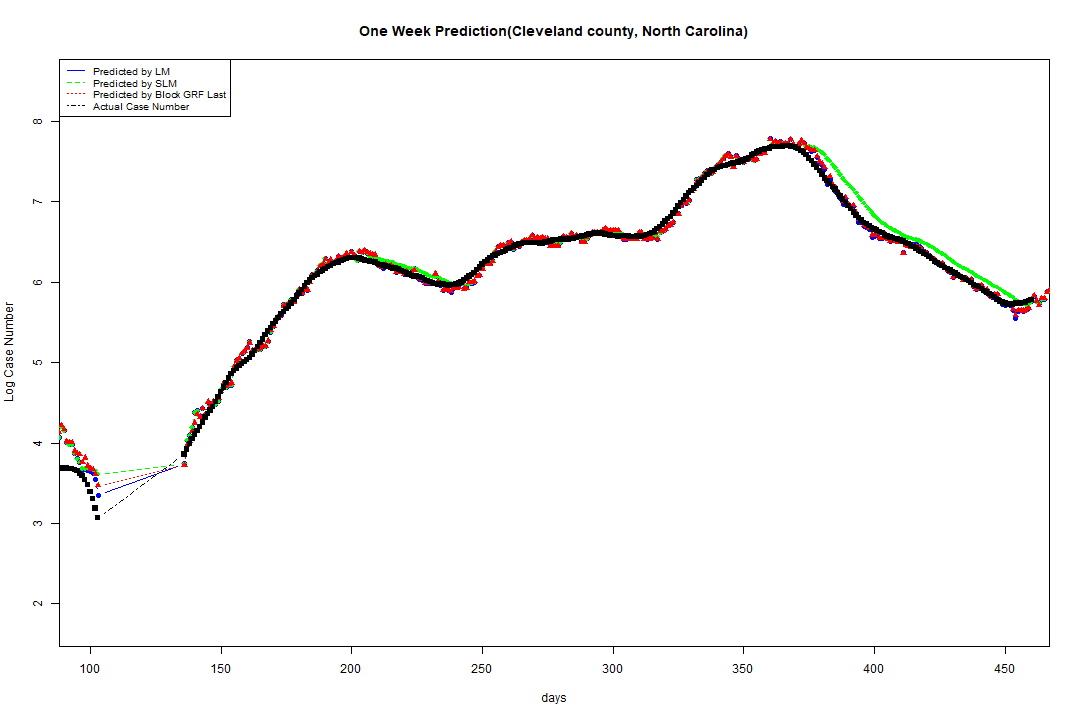 One Week Prediction(Cleveland county, North Carolina)
Predicted by LM
Predicted by SLM
Predicted by Block GRF Last
Actual Case Number
8
7
6
5
4
3
2
Log Case Number
100 150 200 250 300 350 400 450
days